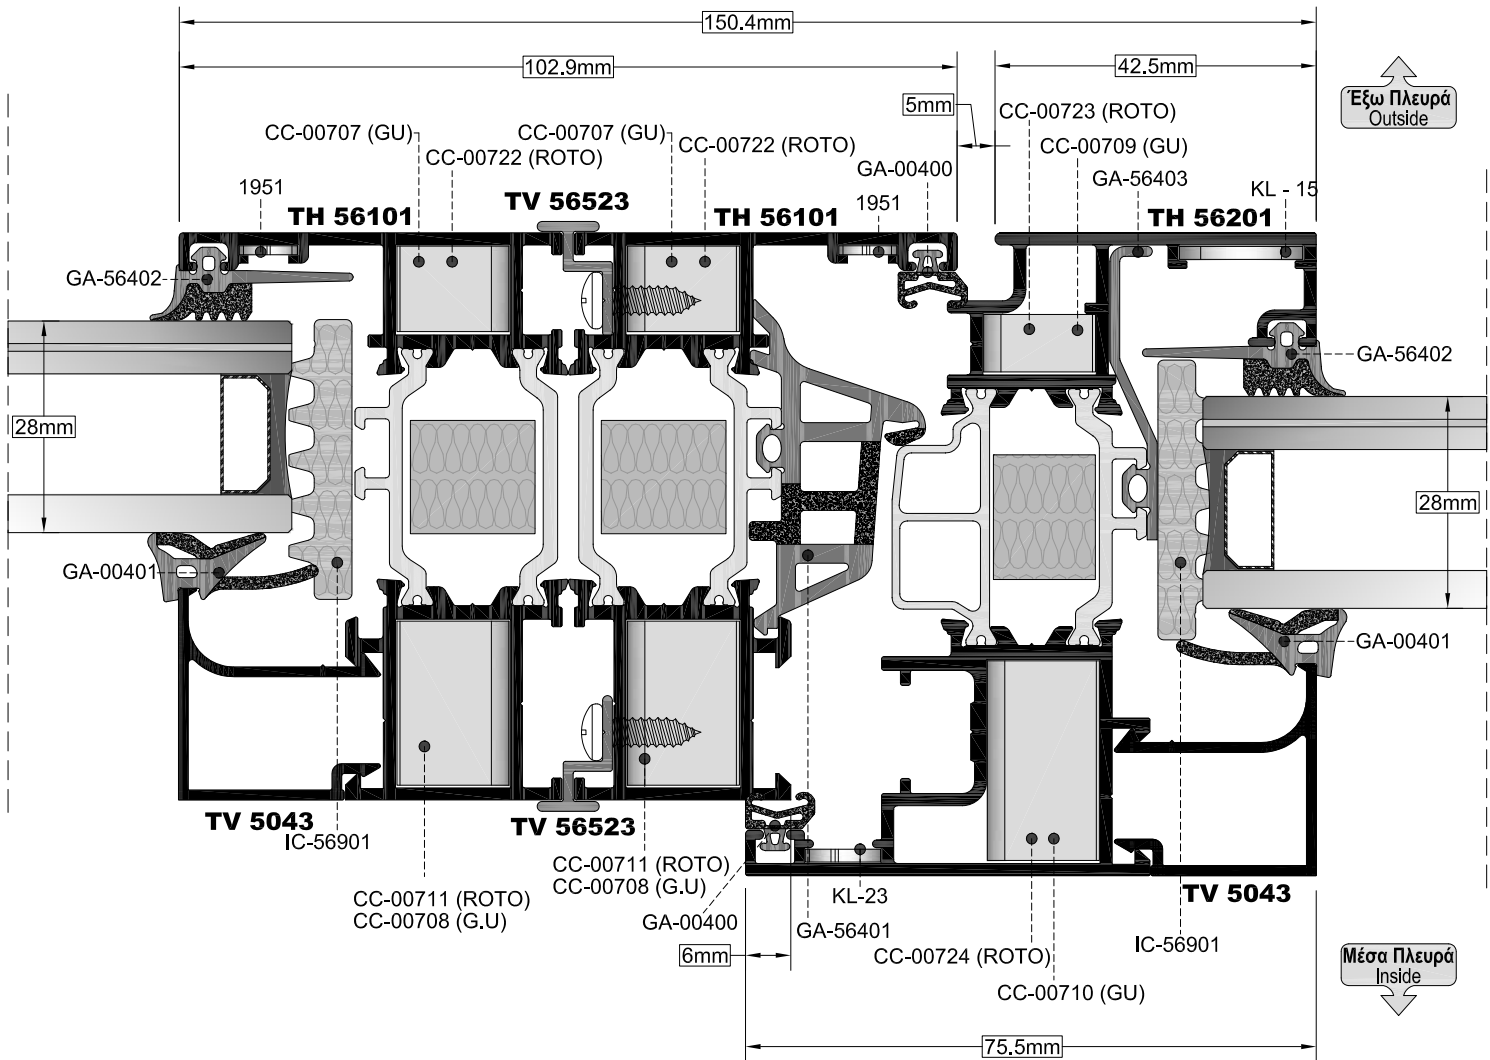 150.4mm
102.9mm
42.5mm
5mm
Έξω Πλευρά
Outside
CC-00723 (ROTO)
CC-00707 (GU)
CC-00707 (GU)
CC-00722 (ROTO)
CC-00722 (ROTO)
CC-00709 (GU)
GA-00400
GA-56403
1951
KL - 15
TV 56523
1951
TH 56101
TH 56101
TH 56201
GA-56402
GA-56402
28mm
28mm
GA-00401
GA-00401
TV 5043
TV 56523
IC-56901
CC-00711 (ROTO)
CC-00708 (G.U)
CC-00711 (ROTO)
CC-00708 (G.U)
KL-23
TV 5043
GA-00400
GA-56401
IC-56901
6mm
CC-00724 (ROTO)
CC-00710 (GU)
Μέσα Πλευρά
Inside
75.5mm